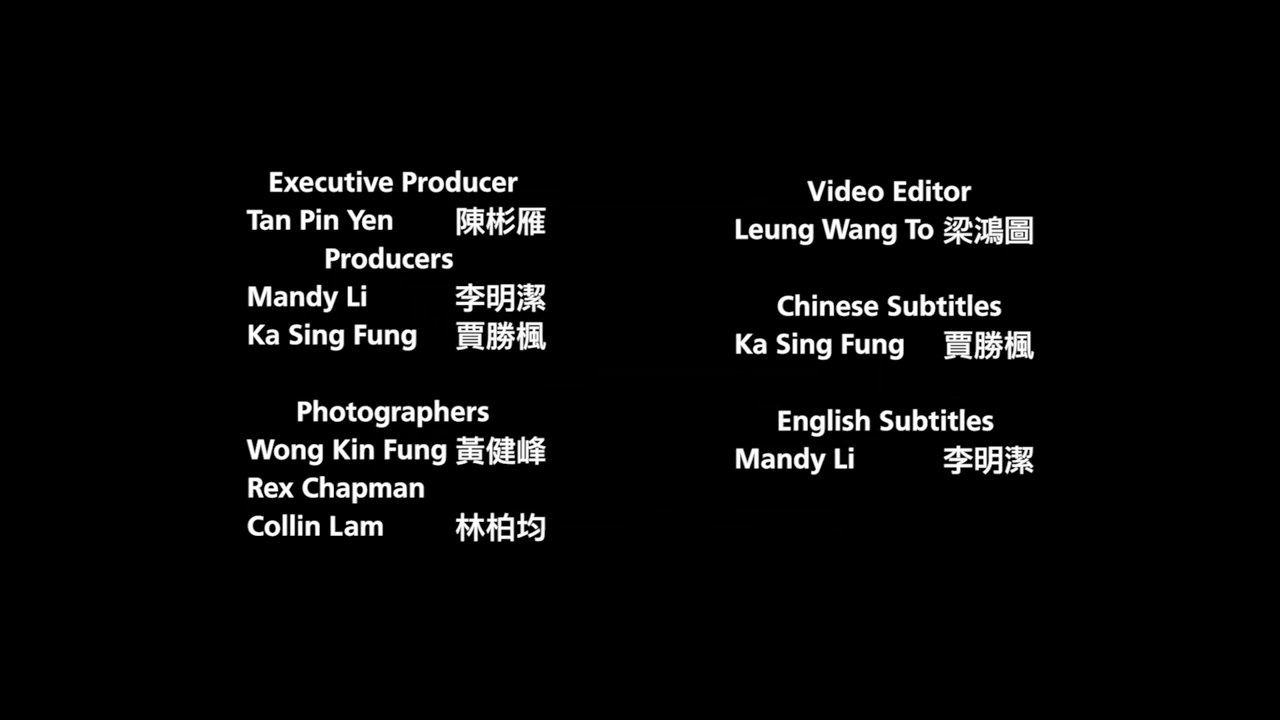 Executive Producer
Tan Pin Yen 陳彬雁
Producers
Mandy Li 李明潔
Ka Sing Fung 賈勝楓
Photographers
Wong Kin Fung 黃健峰
Rex Chapman
Collin Lam 林柏均
Video Editor
Leung Wang To 梁鴻圖
Chinese Subtitles
Ka Sing Fung 賈勝楓
English Subtitles
Mandy Li 李明潔